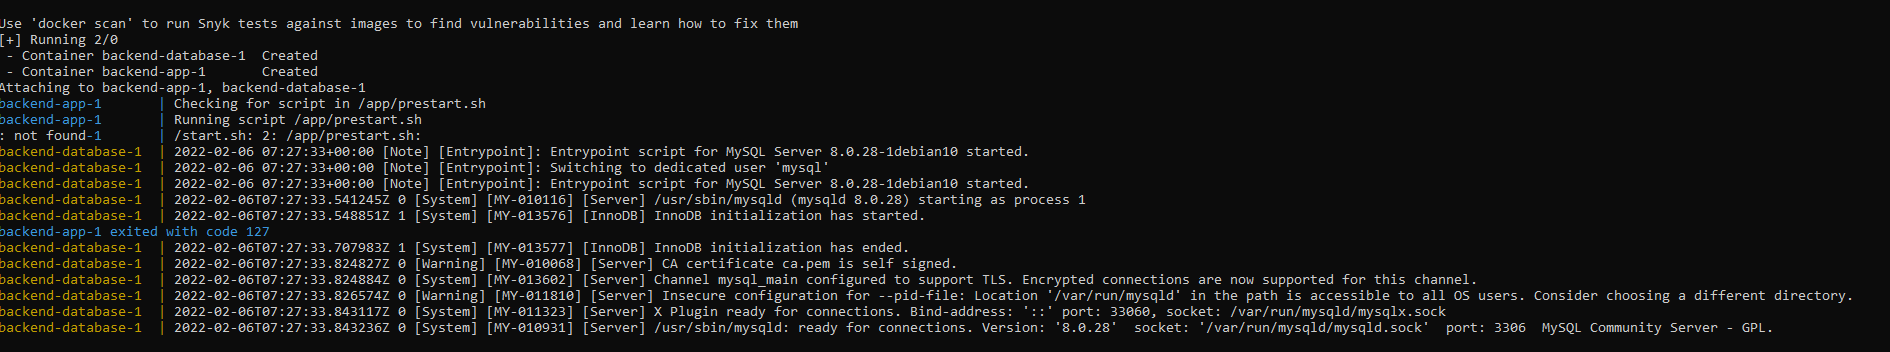 Use 'docker scan' to run Snyk tests against images to find vulnerabilities and learn how to fix them
[+] Running 2/0
 - Container backend-database-1  Created
 - Container backend-app-1       Created
Attaching to backend-app-1, backend-database-1
backend-app-1       | Checking for script in /app/prestart.sh
backend-app-1       | Running script /app/prestart.sh
: not found-1       | /start.sh: 2: /app/prestart.sh:
backend-database-1  | 2022-02-06 07:27:33+00:00 [Note] [Entrypoint]: Entrypoint script for MySQL Server 8.0.28-1debian10 started.
backend-database-1  | 2022-02-06 07:27:33+00:00 [Note] [Entrypoint]: Switching to dedicated user 'mysql'
backend-database-1  | 2022-02-06 07:27:33+00:00 [Note] [Entrypoint]: Entrypoint script for MySQL Server 8.0.28-1debian10 started.
backend-database-1  | 2022-02-06T07:27:33.541245Z 0 [System] [MY-010116] [Server] /usr/sbin/mysqld (mysqld 8.0.28) starting as process 1
backend-database-1  | 2022-02-06T07:27:33.548851Z 1 [System] [MY-013576] [InnoDB] InnoDB initialization has started.
backend-app-1 exited with code 127
backend-database-1  | 2022-02-06T07:27:33.707983Z 1 [System] [MY-013577] [InnoDB] InnoDB initialization has ended.
backend-database-1  | 2022-02-06T07:27:33.824827Z 0 [Warning] [MY-010068] [Server] CA certificate ca.pem is self signed.
backend-database-1  | 2022-02-06T07:27:33.824884Z 0 [System] [MY-013602] [Server] Channel mysql_main configured to support TLS. Encrypted connections are now supported for this channel.
backend-database-1  | 2022-02-06T07:27:33.826574Z 0 [Warning] [MY-011810] [Server] Insecure configuration for --pid-file: Location '/var/run/mysqld' in the path is accessible to all OS users. Consider choosing a different directory.
backend-database-1  | 2022-02-06T07:27:33.843117Z 0 [System] [MY-011323] [Server] X Plugin ready for connections. Bind-address: '::' port: 33060, socket: /var/run/mysqld/mysqlx.sock
backend-database-1  | 2022-02-06T07:27:33.843236Z 0 [System] [MY-010931] [Server] /usr/sbin/mysqld: ready for connections. Version: '8.0.28'  socket: '/var/run/mysqld/mysqld.sock'  port: 3306  MySQL Community Server - GPL.